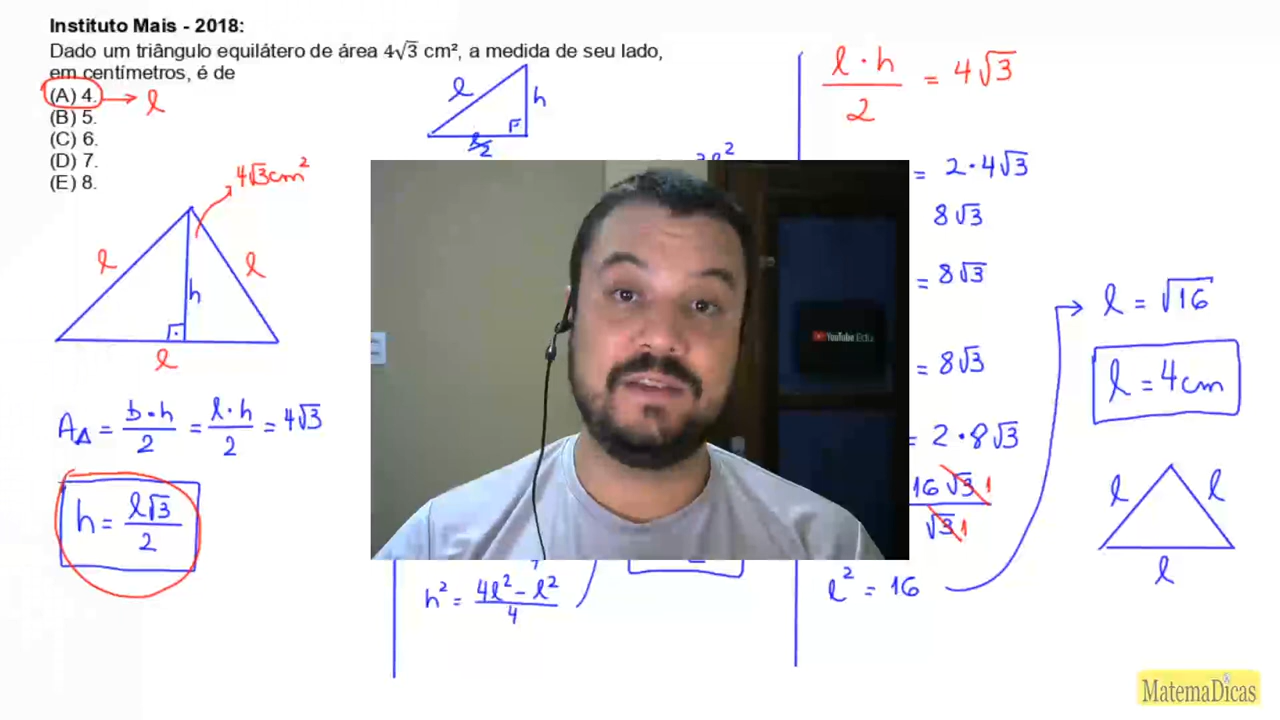 Instituto Mais - 2018:
Dado um triângulo equilátero de área 4√3 cm², a medida de seu lado,
em centímetros, é de
(A) 4. → l
(B) 5.
(C) 6.
(D) 7.
(E) 8.
4√3cm²
l
l
h
l
A△ = b·h/2 = l·h/2 = 4√3
h = l√3/2
l
h
l/2
h² = 4l² - l²/4
l·h/2 = 4√3
= 2·4√3
8√3
= 8√3
= 8√3
= 2·8√3
16√3 1
√3 1
l² = 16
l = √16
l = 4cm
l
l
l
YouTube Edu
MatemaDicas